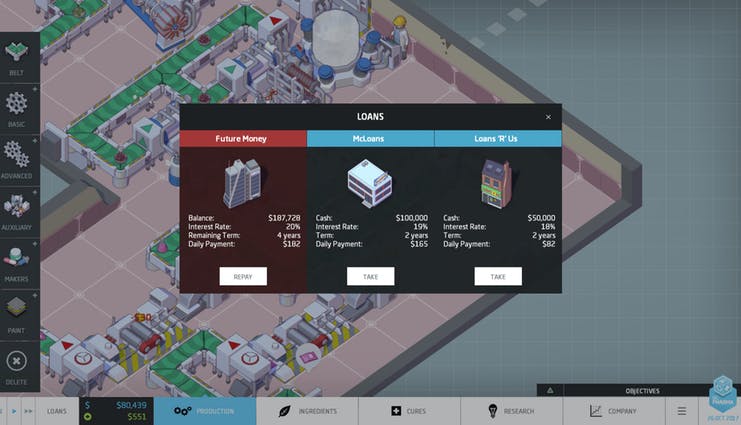 LOANS
×
Future Money
McLoans
Loans 'R' Us
Balance: $187,728
Interest Rate: 20%
Remaining Term: 4 years
Daily Payment: $182
Cash: $100,000
Interest Rate: 19%
Term: 2 years
Daily Payment: $165
Cash: $50,000
Interest Rate: 18%
Term: 2 years
Daily Payment: $82
REPAY
TAKE
TAKE
BELT
BASIC
ADVANCED
AUXILIARY
MAKERS
PAINT
DELETE
OBJECTIVES
LOANS
$ $80,439
$551
PRODUCTION
INGREDIENTS
CURES
RESEARCH
COMPANY